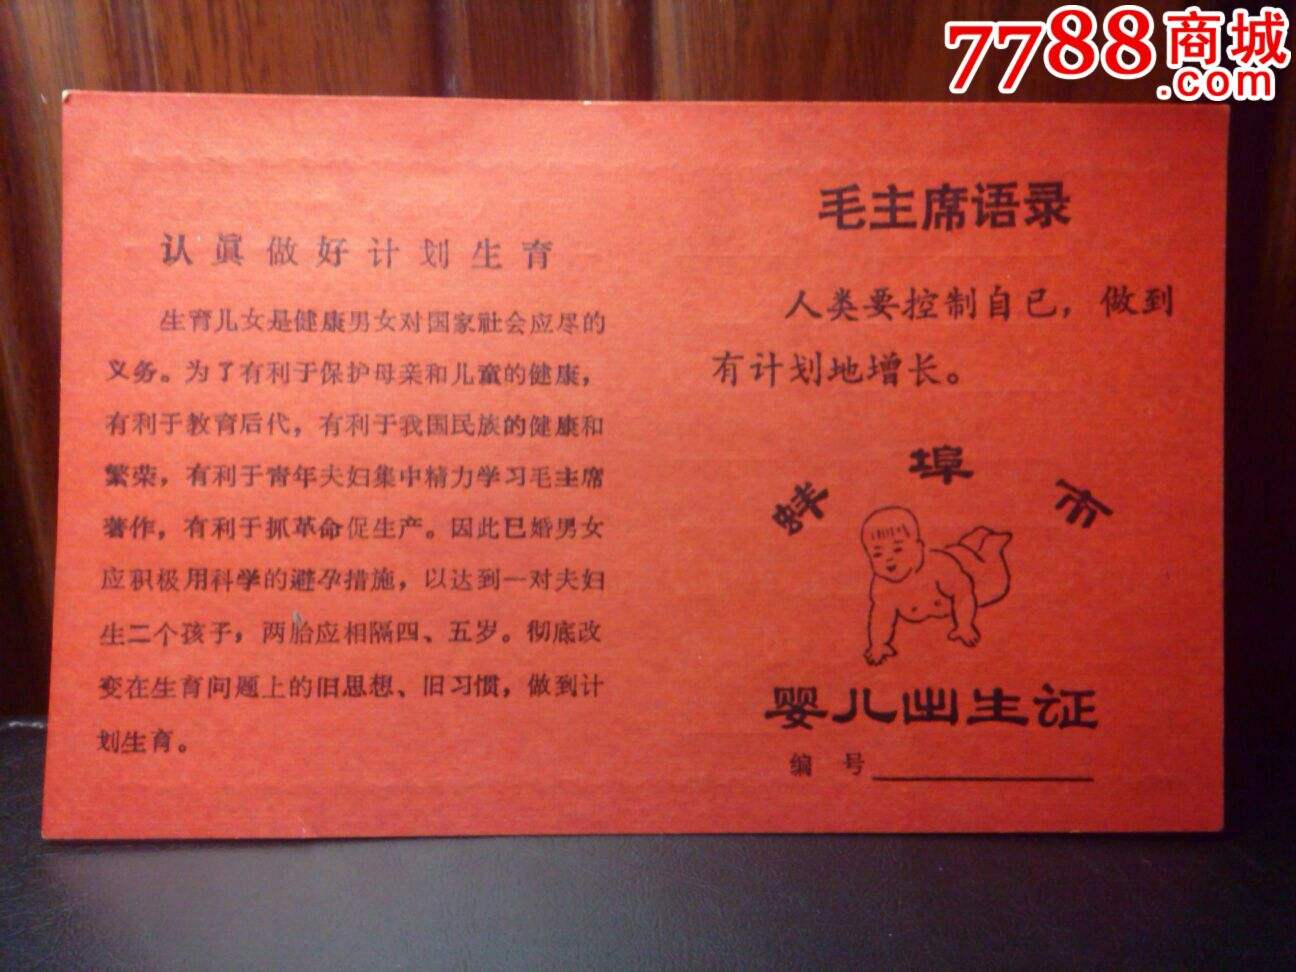 7788商城
.com
认真做好计划生育
生育儿女是健康男女对国家社会应尽的
义务。为了有利于保护母亲和儿童的健康，
有利于教育后代，有利于我国民族的健康和
繁荣，有利于青年夫妇集中精力学习毛主席
著作，有利于抓革命促生产。因此已婚男女
应积极用科学的避孕措施，以达到一对夫妇
生二个孩子，两胎应相隔四、五岁。彻底改
变在生育问题上的旧思想、旧习惯，做到计
划生育。
毛主席语录
人类要控制自己，做到
有计划地增长。
蚌埠市
婴儿出生证
编号